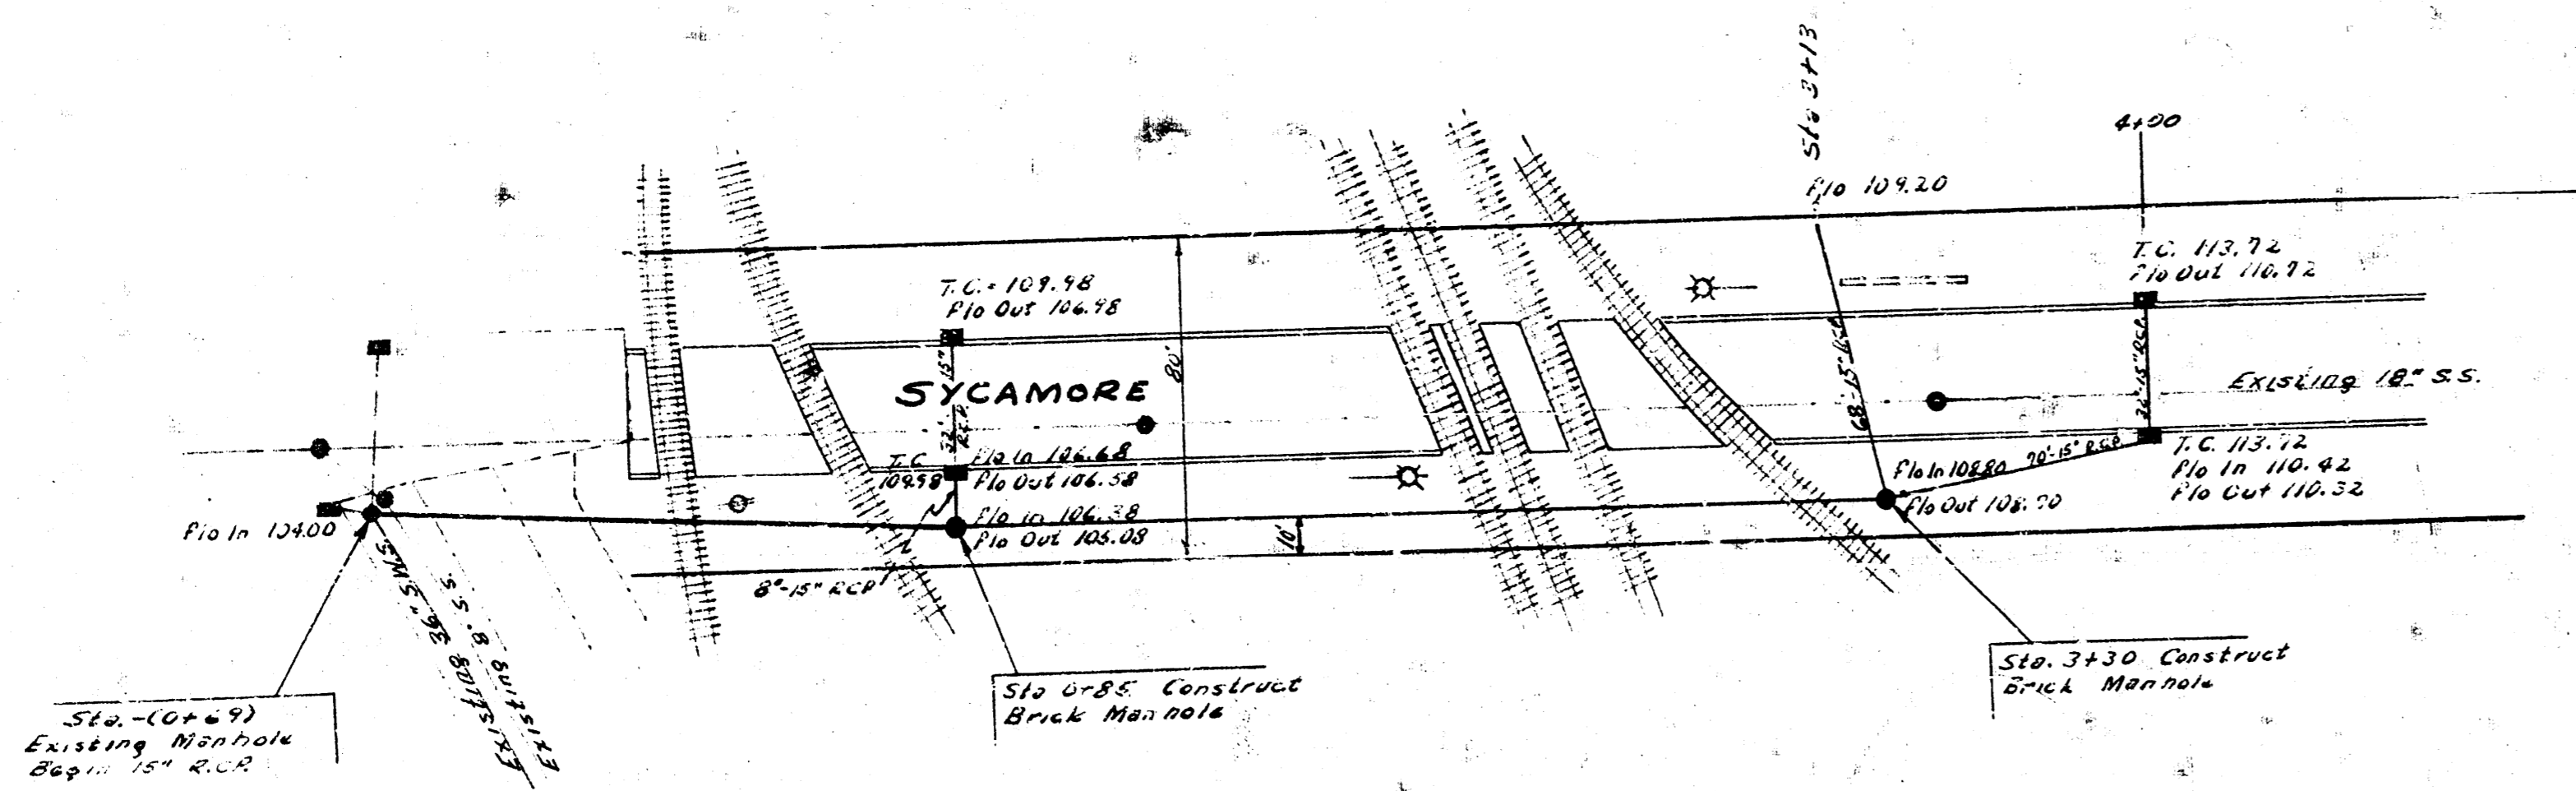 Sta 3+13
4+00
Flo 109.20
T.C. 113.72
Flo Out 110.72
T.C. = 109.98
Flo Out 106.98
80'
68'-15" RCP
32'-15" RCP
Existing 18" S.S.
SYCAMORE
32' 15"
R.C.P.
T.C.
109.98
Flo In 106.68
Flo Out 106.58
Flo In 108.80
70'-15" R.C.P.
T.C. 113.72
Flo In 110.42
Flo Out 110.32
Flo In 104.00
Flo In 106.38
Flo Out 105.08
10'
Flo Out 108.
8'-15" RCP
Existing 36" S.W.S.
Existing 8" S.S.
Sta. -(0+69)
Existing Manhole
Begin 15" R.C.P.
Sta 0+85 Construct
Brick Manhole
Sta. 3+30 Construct
Brick Manhole